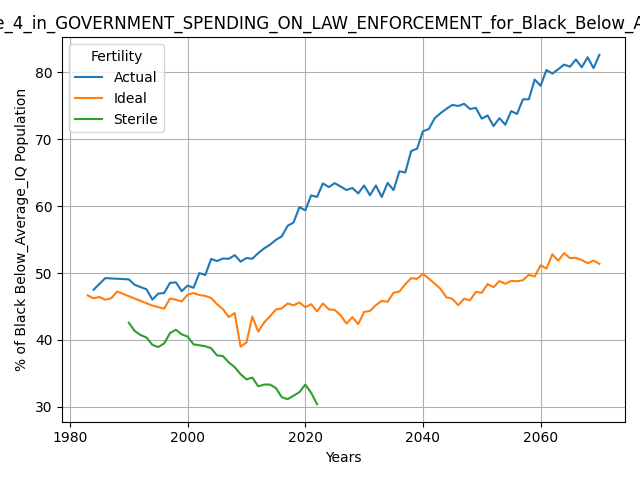 e_4_in_GOVERNMENT_SPENDING_ON_LAW_ENFORCEMENT_for_Black_Below_A
Fertility
Actual
Ideal
Sterile
% of Black Below_Average_IQ Population
80
70
60
50
40
30
1980
2000
2020
2040
2060
Years